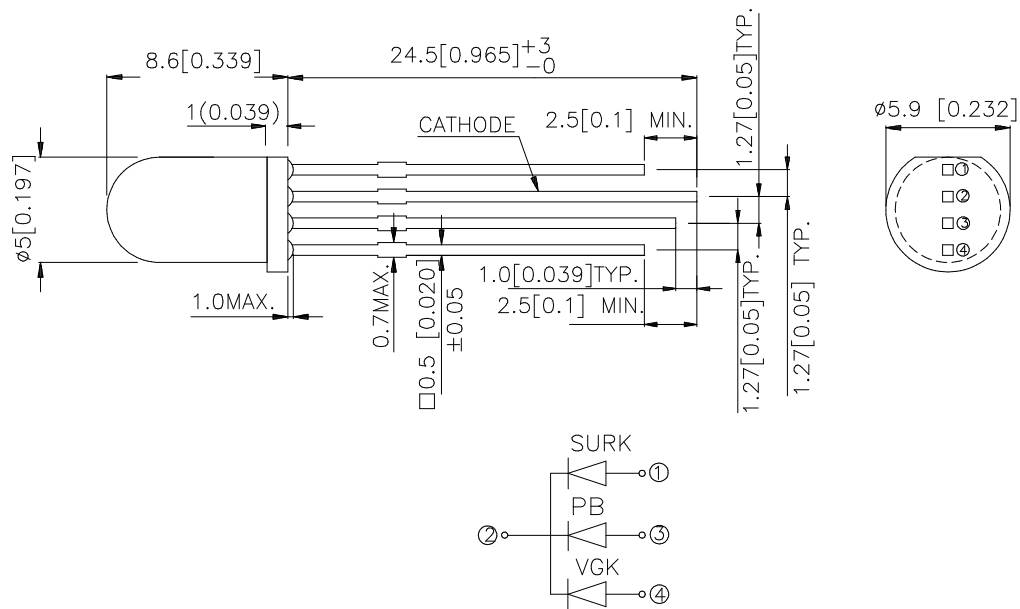 8.6[0.339]
24.5[0.965]+3 -0
1(0.039)
CATHODE
2.5[0.1] MIN.
1.27[0.05]TYP.
ø5.9 [0.232]
ø5[0.197]
1
2
3
4
1.0MAX.
0.7MAX.
□0.5 [0.020]
±0.05
1.0[0.039]TYP.
2.5[0.1] MIN.
1.27[0.05]TYP.
1.27[0.05] TYP.
SURK
1
PB
2
3
VGK
4